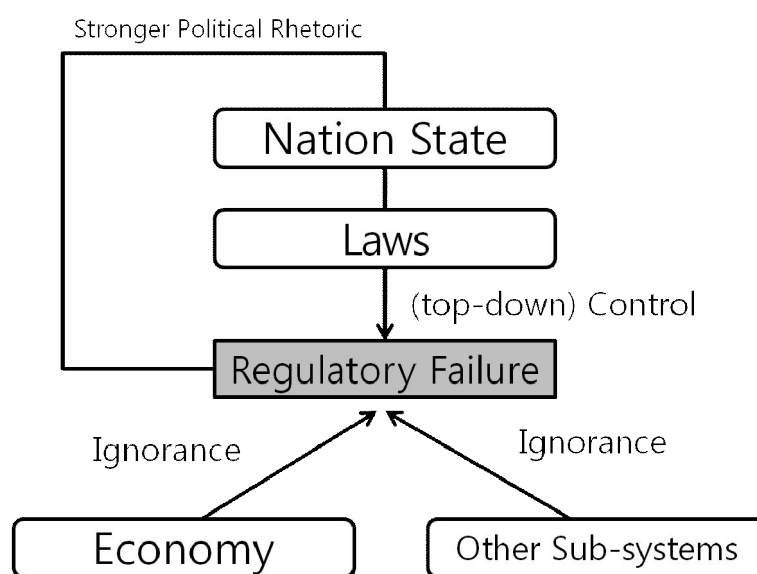 Stronger Political Rhetoric
Nation State
Laws
(top-down) Control
Regulatory Failure
Ignorance
Ignorance
Economy
Other Sub-systems